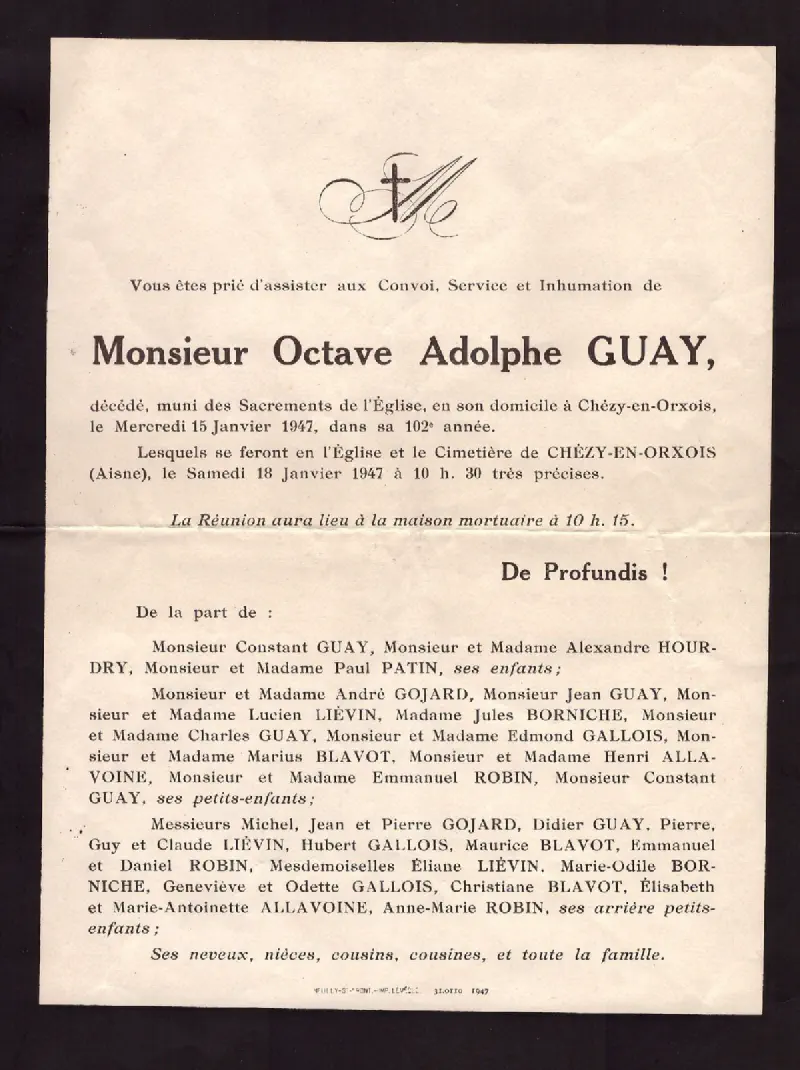 M
Vous êtes prié d'assister aux Convoi, Service et Inhumation de
Monsieur Octave Adolphe GUAY,
décédé, muni des Sacrements de l'Église, en son domicile à Chézy-en-Orxois,
le Mercredi 15 Janvier 1947, dans sa 102e année.
Lesquels se feront en l'Église et le Cimetière de CHÉZY-EN-ORXOIS
(Aisne), le Samedi 18 Janvier 1947 à 10 h. 30 très précises.
La Réunion aura lieu à la maison mortuaire à 10 h. 15.
De Profundis !
De la part de :
Monsieur Constant GUAY, Monsieur et Madame Alexandre HOUR-
DRY, Monsieur et Madame Paul PATIN, ses enfants;
Monsieur et Madame André GOJARD, Monsieur Jean GUAY, Mon-
sieur et Madame Lucien LIÉVIN, Madame Jules BORNICHE, Monsieur
et Madame Charles GUAY, Monsieur et Madame Edmond GALLOIS, Mon-
sieur et Madame Marius BLAVOT, Monsieur et Madame Henri ALLA-
VOINE, Monsieur et Madame Emmanuel ROBIN, Monsieur Constant
GUAY, ses petits-enfants;
Messieurs Michel, Jean et Pierre GOJARD, Didier GUAY, Pierre,
Guy et Claude LIÉVIN, Hubert GALLOIS, Maurice BLAVOT, Emmanuel
et Daniel ROBIN, Mesdemoiselles Éliane LIÉVIN, Marie-Odile BOR-
NICHE, Geneviève et Odette GALLOIS, Christiane BLAVOT, Élisabeth
et Marie-Antoinette ALLAVOINE, Anne-Marie ROBIN, ses arrière petits-
enfants;
Ses neveux, nièces, cousins, cousines, et toute la famille.
1947